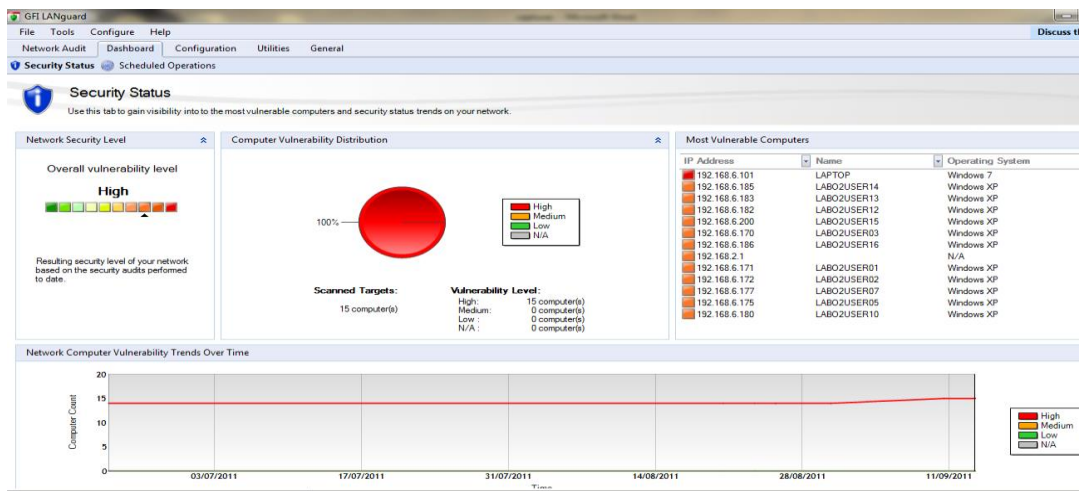 GFI LANguard
File Tools Configure Help
Discuss th
Network Audit Dashboard Configuration Utilities General
Security Status Scheduled Operations
Security Status
Use this tab to gain visibility into to the most vulnerable computers and security status trends on your network.
Network Security Level
Overall vulnerability level
High
Resulting security level of your network
based on the security audits performed
to date.
Computer Vulnerability Distribution
100%
High
Medium
Low
N/A
Scanned Targets:
15 computer(s)
Vulnerability Level:
High: 15 computer(s)
Medium: 0 computer(s)
Low : 0 computer(s)
N/A : 0 computer(s)
Most Vulnerable Computers
IP Address Name Operating System
192.168.6.101 LAPTOP Windows 7
192.168.6.185 LABO2USER14 Windows XP
192.168.6.183 LABO2USER13 Windows XP
192.168.6.182 LABO2USER12 Windows XP
192.168.6.200 LABO2USER15 Windows XP
192.168.6.170 LABO2USER03 Windows XP
192.168.6.186 LABO2USER16 Windows XP
192.168.2.1 N/A
192.168.6.171 LABO2USER01 Windows XP
192.168.6.172 LABO2USER02 Windows XP
192.168.6.177 LABO2USER07 Windows XP
192.168.6.175 LABO2USER05 Windows XP
192.168.6.180 LABO2USER10 Windows XP
Network Computer Vulnerability Trends Over Time
Computer Count
20
15
10
5
0
03/07/2011 17/07/2011 31/07/2011 14/08/2011 28/08/2011 11/09/2011
Time
High
Medium
Low
N/A